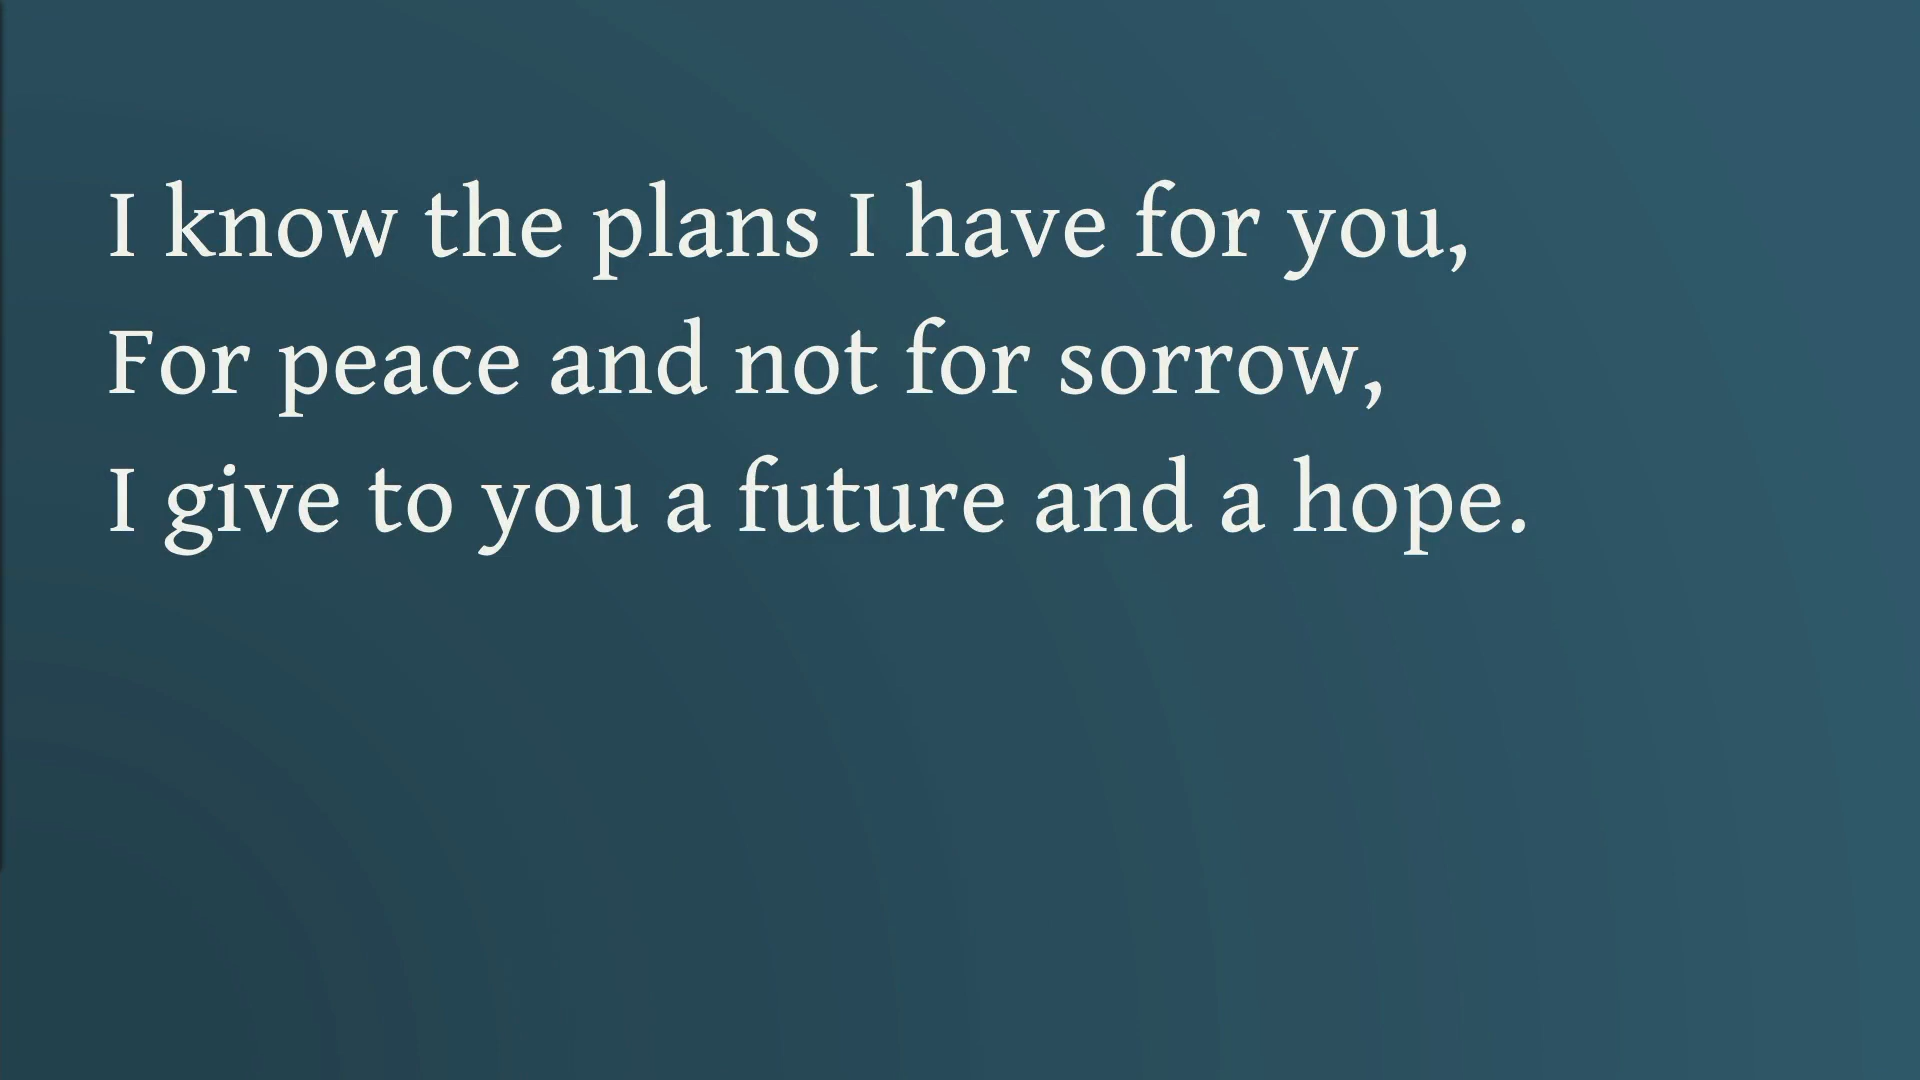 I know the plans I have for you,
For peace and not for sorrow,
I give to you a future and a hope.